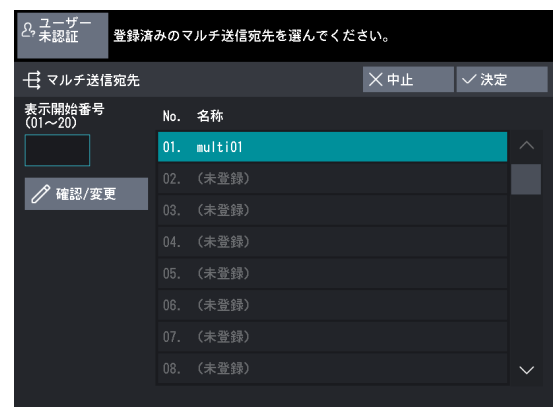 ユーザー
未認証
登録済みのマルチ送信宛先を選んでください。
マルチ送信宛先
中止
決定
表示開始番号
(01～20)
No. 名称
01. multi01
02. (未登録)
03. (未登録)
04. (未登録)
05. (未登録)
06. (未登録)
07. (未登録)
08. (未登録)
確認/変更